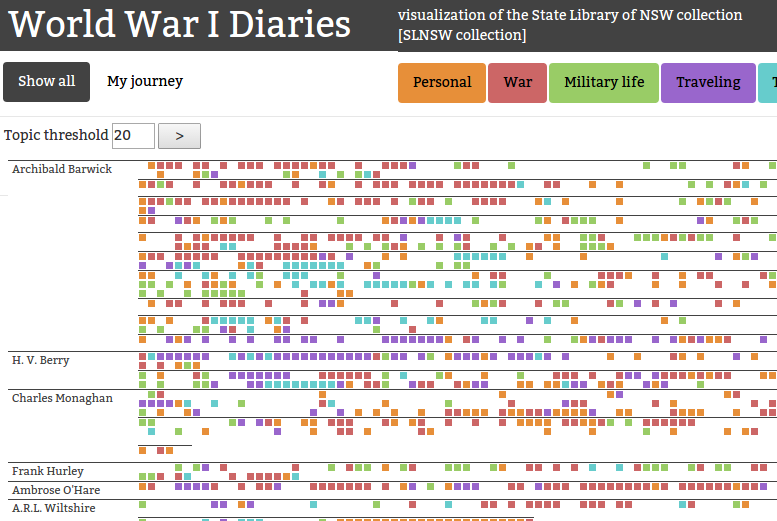 World War I Diaries
visualization of the State Library of NSW collection
[SLNSW collection]
Show all
My journey
Personal
War
Military life
Traveling
Topic threshold 20 >
Archibald Barwick
H. V. Berry
Charles Monaghan
Frank Hurley
Ambrose O'Hare
A.R.L. Wiltshire